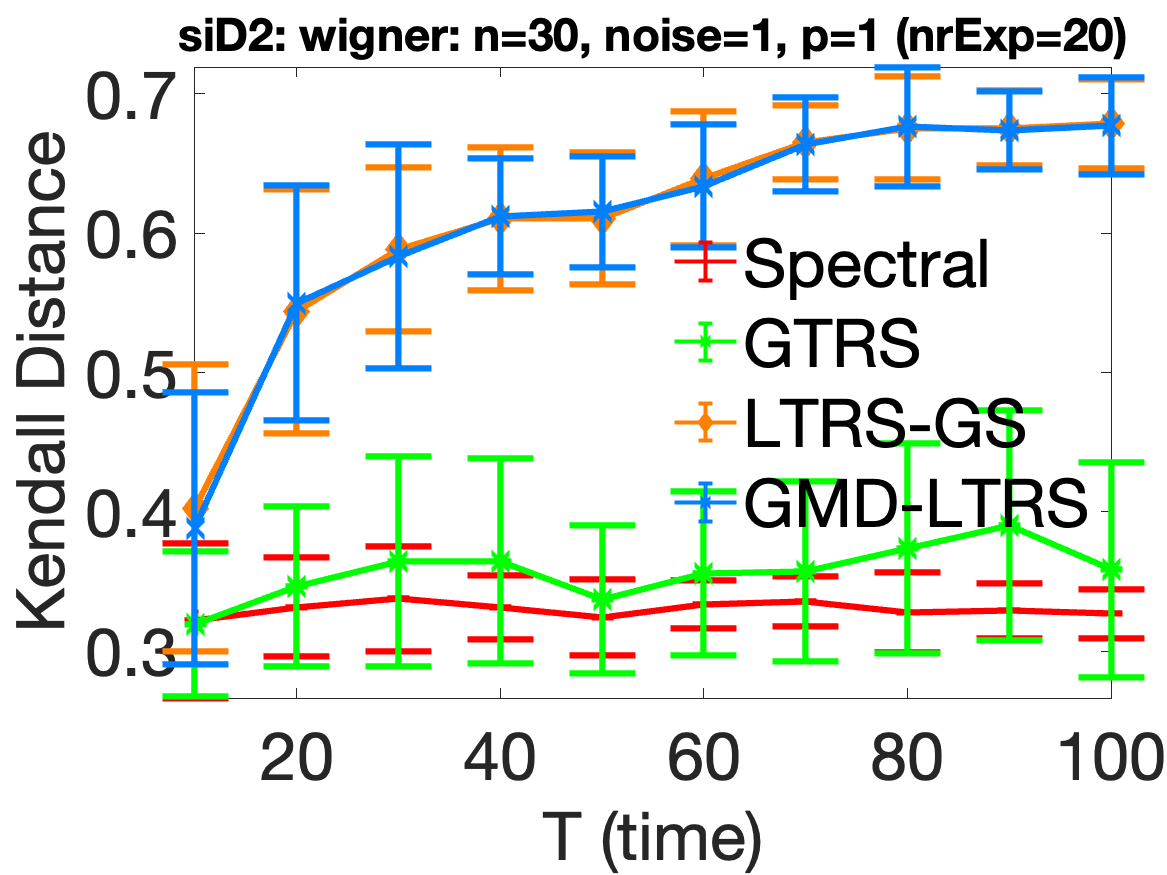 siD2: wigner: n=30, noise=1, p=1 (nrExp=20)
Kendall Distance
0.7
0.6
0.5
0.4
0.3
Spectral
GTRS
LTRS-GS
GMD-LTRS
20 40 60 80 100
T (time)